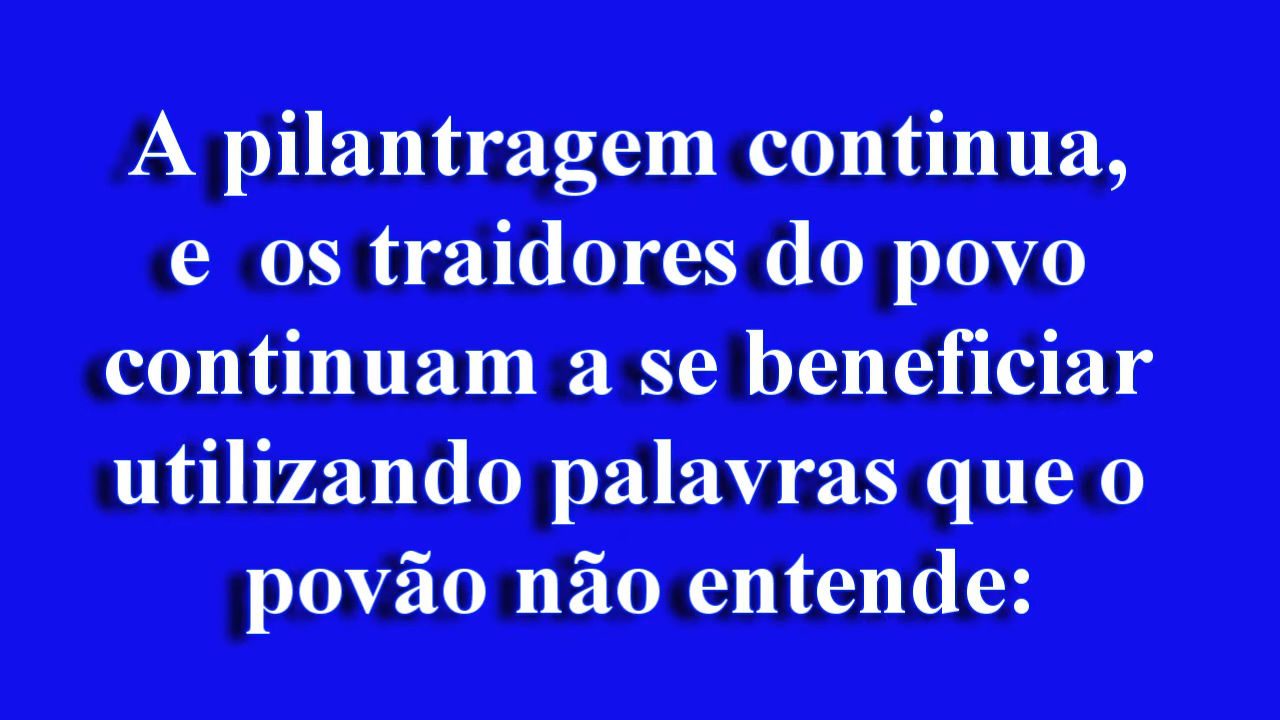 A pilantragem continua,
e os traidores do povo
continuam a se beneficiar
utilizando palavras que o
povão não entende: